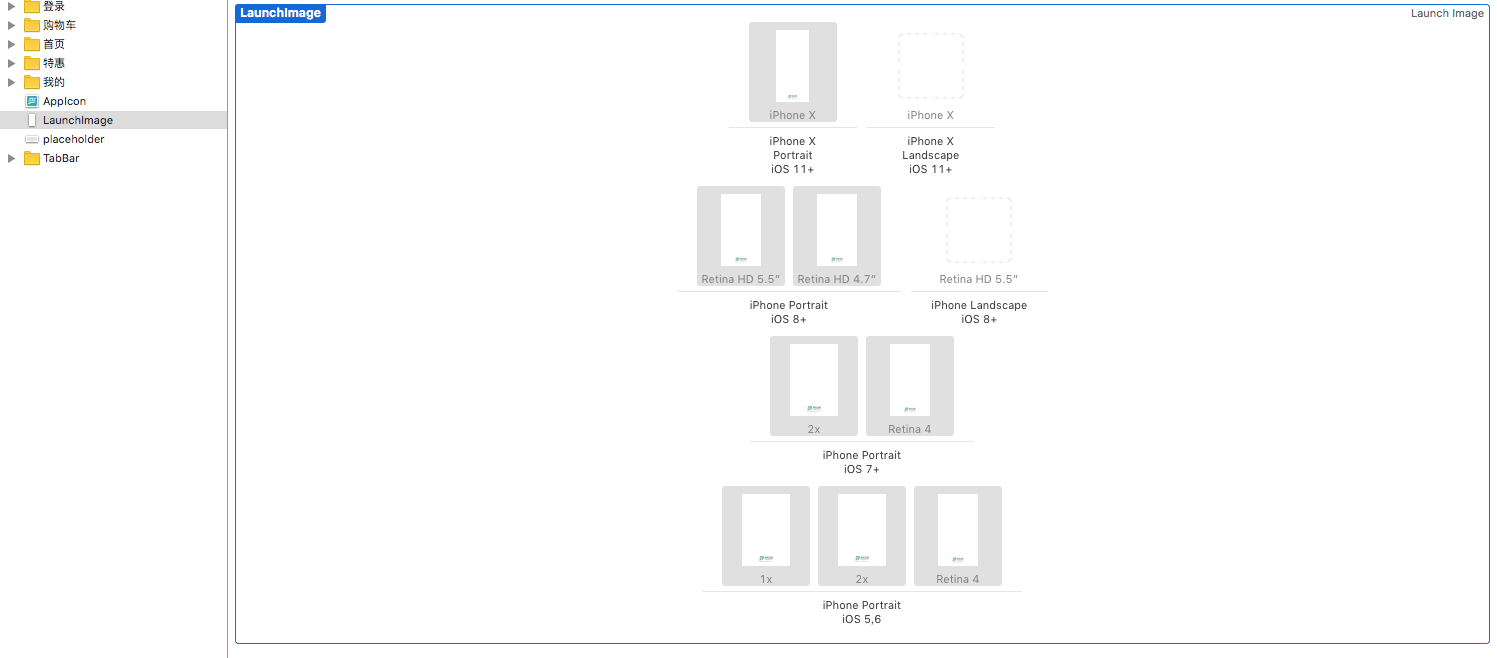 登录
购物车
首页
特惠
我的
AppIcon
LaunchImage
placeholder
TabBar
LaunchImage
Launch Image
iPhone X
iPhone X
iPhone X
Portrait
iOS 11+
iPhone X
Landscape
iOS 11+
Retina HD 5.5″
Retina HD 4.7″
Retina HD 5.5″
iPhone Portrait
iOS 8+
iPhone Landscape
iOS 8+
2x
Retina 4
iPhone Portrait
iOS 7+
1x
2x
Retina 4
iPhone Portrait
iOS 5,6